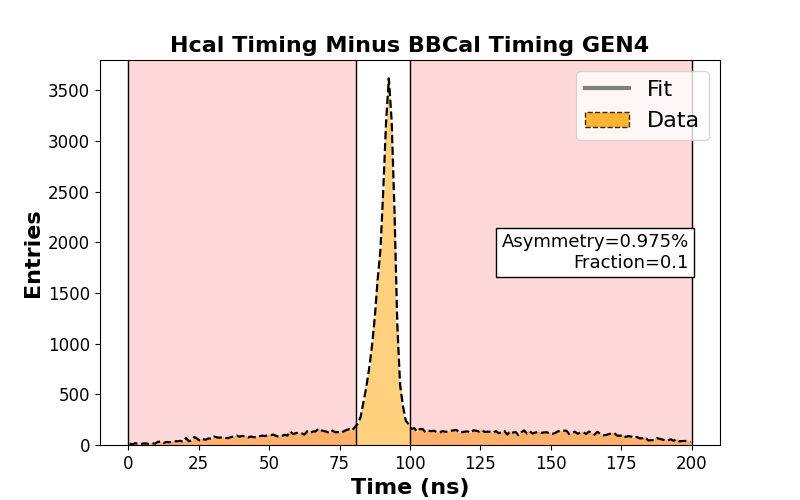 Hcal Timing Minus BBCal Timing GEN4
Fit
Data
Asymmetry=0.975%
Fraction=0.1
Entries
3500
3000
2500
2000
1500
1000
500
0
0 25 50 75 100 125 150 175 200
Time (ns)